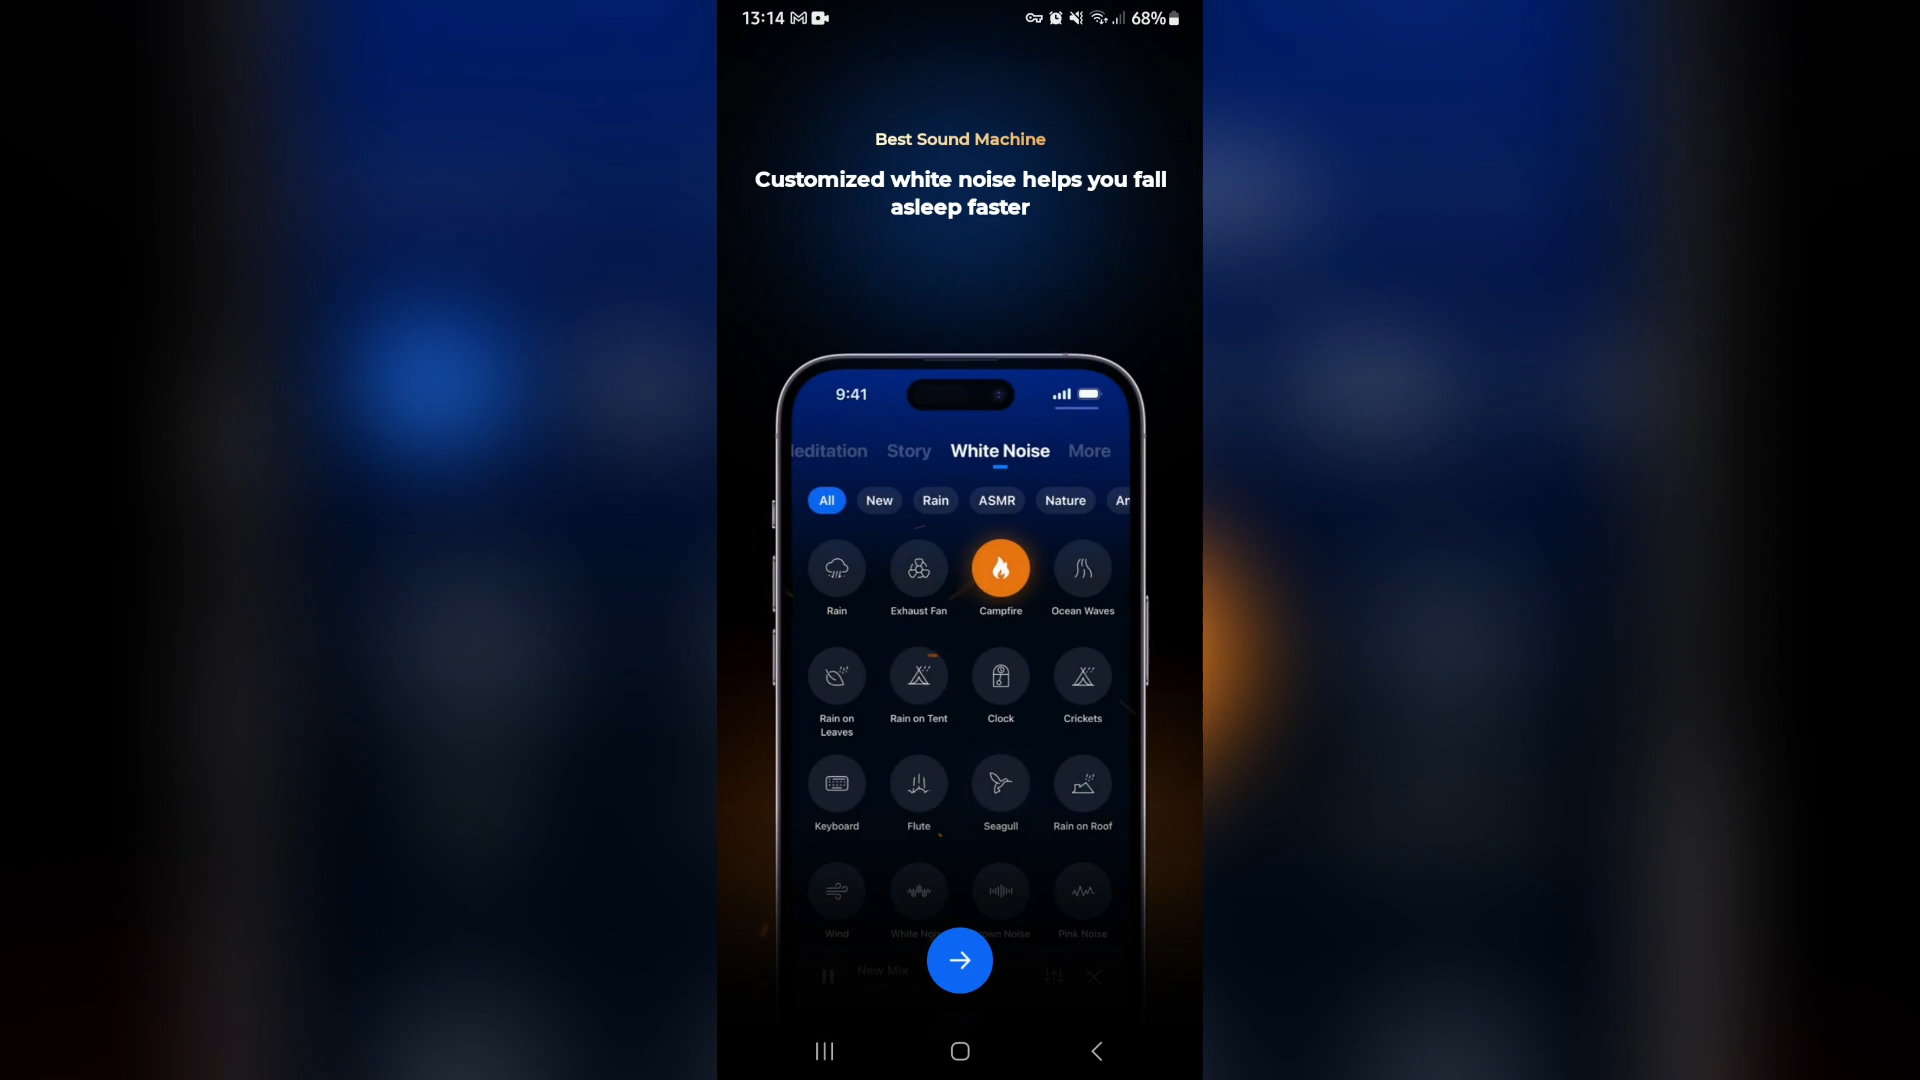 13:14
68%
Best Sound Machine
Customized white noise helps you fall
asleep faster
9:41
leditation Story White Noise More
All New Rain ASMR Nature An
Rain Exhaust Fan Campfire Ocean Waves
Rain on
Leaves
Rain on Tent Clock Crickets
Keyboard Flute Seagull Rain on Roof
Wind White Noi own Noise Pink Noise
New Mix